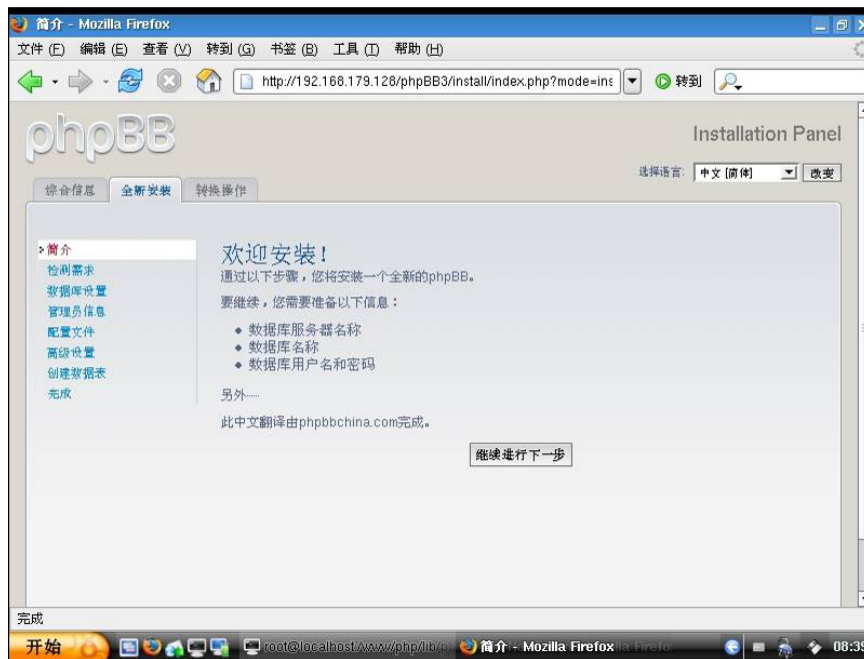 简介 - Mozilla Firefox
文件 (F) 编辑 (E) 查看 (V) 转到 (G) 书签 (B) 工具 (T) 帮助 (H)
http://192.168.179.128/phpBB3/install/index.php?mode=ins 转到
phpBB
Installation Panel
选择语言: 中文 [简体] 改变
综合信息 全新安装 转换操作
简介
检测需求
数据库设置
管理员信息
配置文件
高级设置
创建数据表
完成
欢迎安装！
通过以下步骤，您将安装一个全新的phpBB。
要继续，您需要准备以下信息：
数据库服务器名称
数据库名称
数据库用户名和密码
另外——
此中文翻译由phpbbchina.com完成。
继续进行下一步
完成
开始 root@localhost:/www/php/lib/p 简介 - Mozilla Firefox 08:39